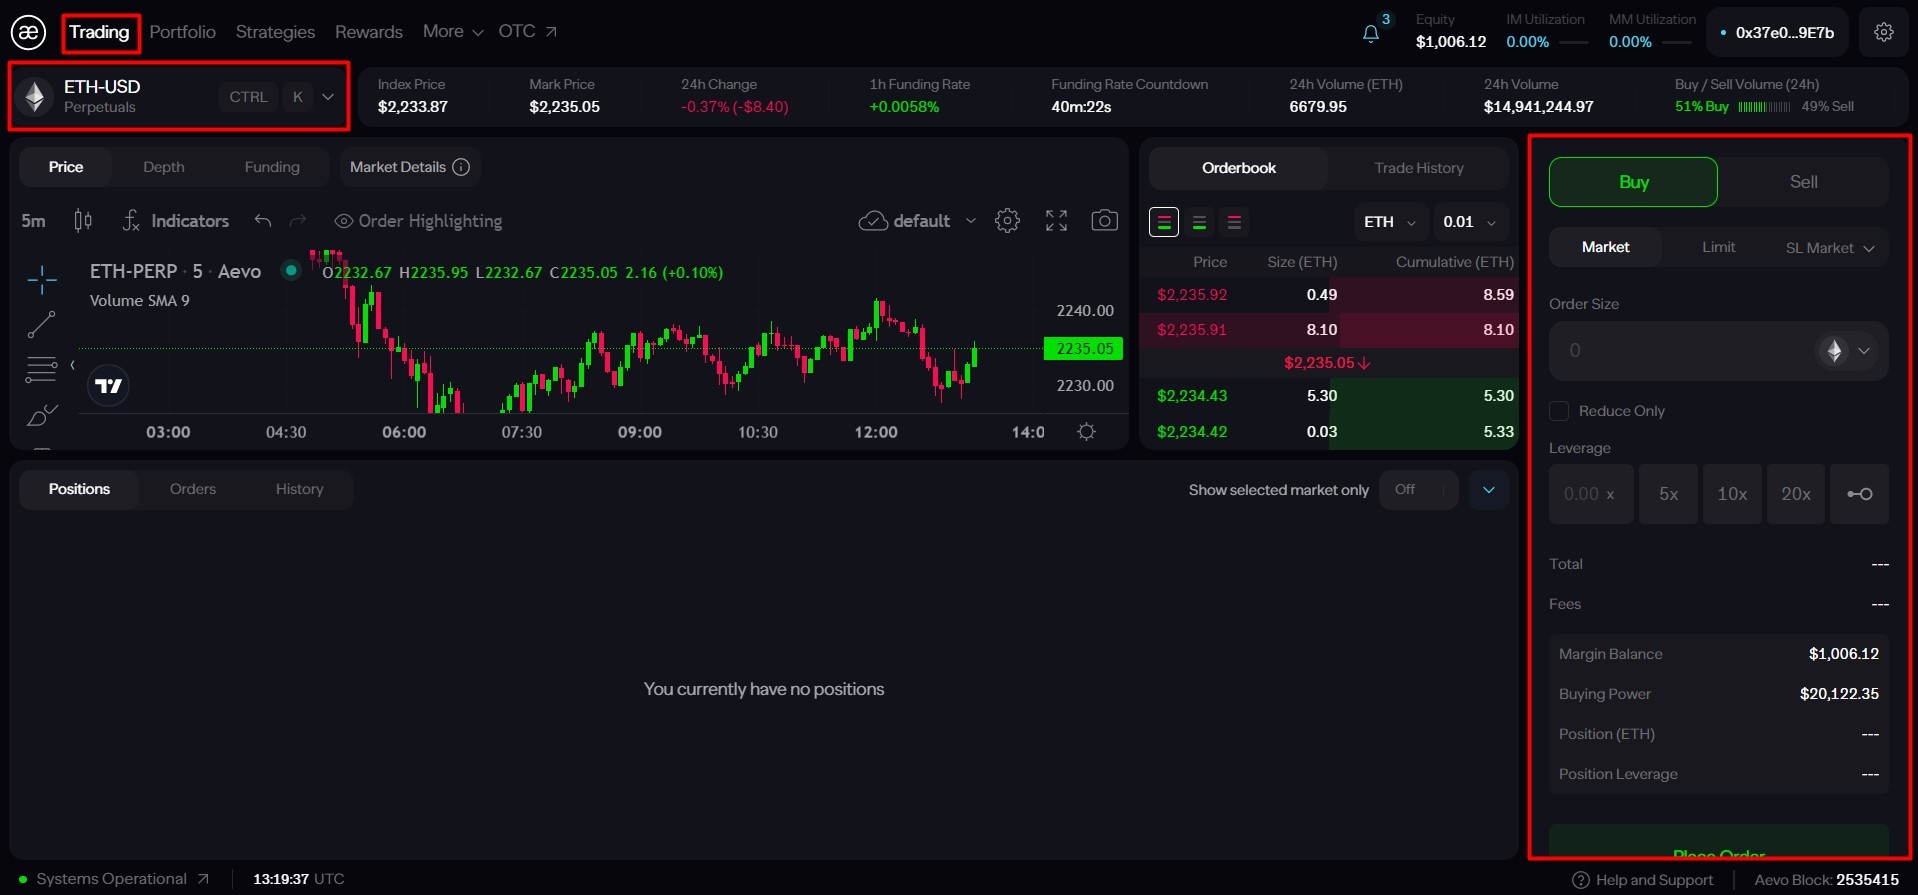 æ Trading Portfolio Strategies Rewards More OTC
3
Equity
$1,006.12
IM Utilization
0.00%
MM Utilization
0.00%
0x37e0...9E7b
ETH-USD
Perpetuals
CTRL K
Index Price
$2,233.87
Mark Price
$2,235.05
24h Change
-0.37% (-$8.40)
1h Funding Rate
+0.0058%
Funding Rate Countdown
40m:22s
24h Volume (ETH)
6679.95
24h Volume
$14,941,244.97
Buy / Sell Volume (24h)
51% Buy 49% Sell
Price Depth Funding Market Details
5m Indicators Order Highlighting default
ETH-PERP · 5 · Aevo O2232.67 H2235.95 L2232.67 C2235.05 2.16 (+0.10%)
Volume SMA 9
2240.00
2235.05
2230.00
03:00 04:30 06:00 07:30 09:00 10:30 12:00 14:0
Orderbook Trade History
ETH 0.01
Price Size (ETH) Cumulative (ETH)
$2,235.92 0.49 8.59
$2,235.91 8.10 8.10
$2,235.05↓
$2,234.43 5.30 5.30
$2,234.42 0.03 5.33
Positions Orders History
Show selected market only Off
You currently have no positions
Buy Sell
Market Limit SL Market
Order Size
0
Reduce Only
Leverage
0.00 x 5x 10x 20x
Total ---
Fees ---
Margin Balance $1,006.12
Buying Power $20,122.35
Position (ETH) ---
Position Leverage ---
Place Order
Systems Operational 13:19:37 UTC
Help and Support Aevo Block: 2535415